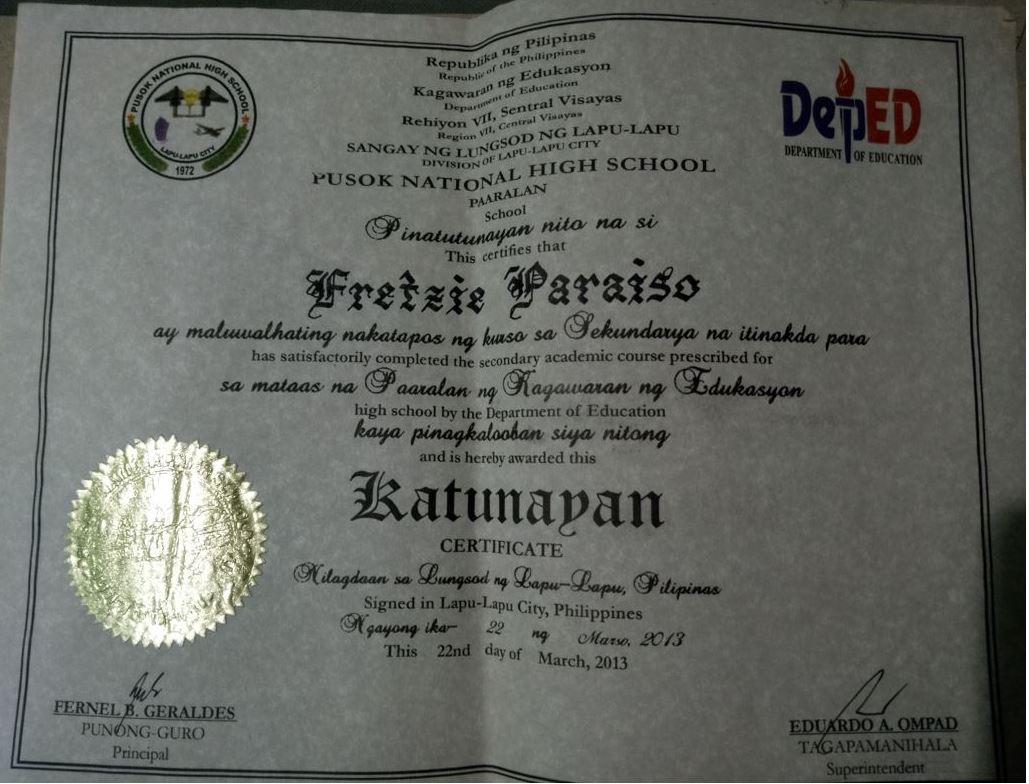 PUSOK NATIONAL HIGH SCHOOL
LAPU-LAPU CITY
1972
DepED
DEPARTMENT OF EDUCATION
Republika ng Pilipinas
Republic of the Philippines
Kagawaran ng Edukasyon
Department of Education
Rehiyon VII, Sentral Visayas
Region VII, Central Visayas
SANGAY NG LUNGSOD NG LAPU-LAPU
DIVISION OF LAPU-LAPU CITY
PUSOK NATIONAL HIGH SCHOOL
PAARALAN
School
Pinatutunayan nito na si
This certifies that
Fretzie Paraiso
ay maluwalhating nakatapos ng kurso sa Sekundarya na itinakda para
has satisfactorily completed the secondary academic course prescribed for
sa mataas na Paaralan ng Kagawaran ng Edukasyon
high school by the Department of Education
kaya pinagkalooban siya nitong
and is hereby awarded this
Katunayan
CERTIFICATE
Nilagdaan sa Lungsod ng Lapu-Lapu, Pilipinas
Signed in Lapu-Lapu City, Philippines
Ngayong ika- 22 ng Marso, 2013
This 22nd day of March, 2013
FERNEL B. GERALDES
PUNONG-GURO
Principal
EDUARDO A. OMPAD
TAGAPAMANIHALA
Superintendent